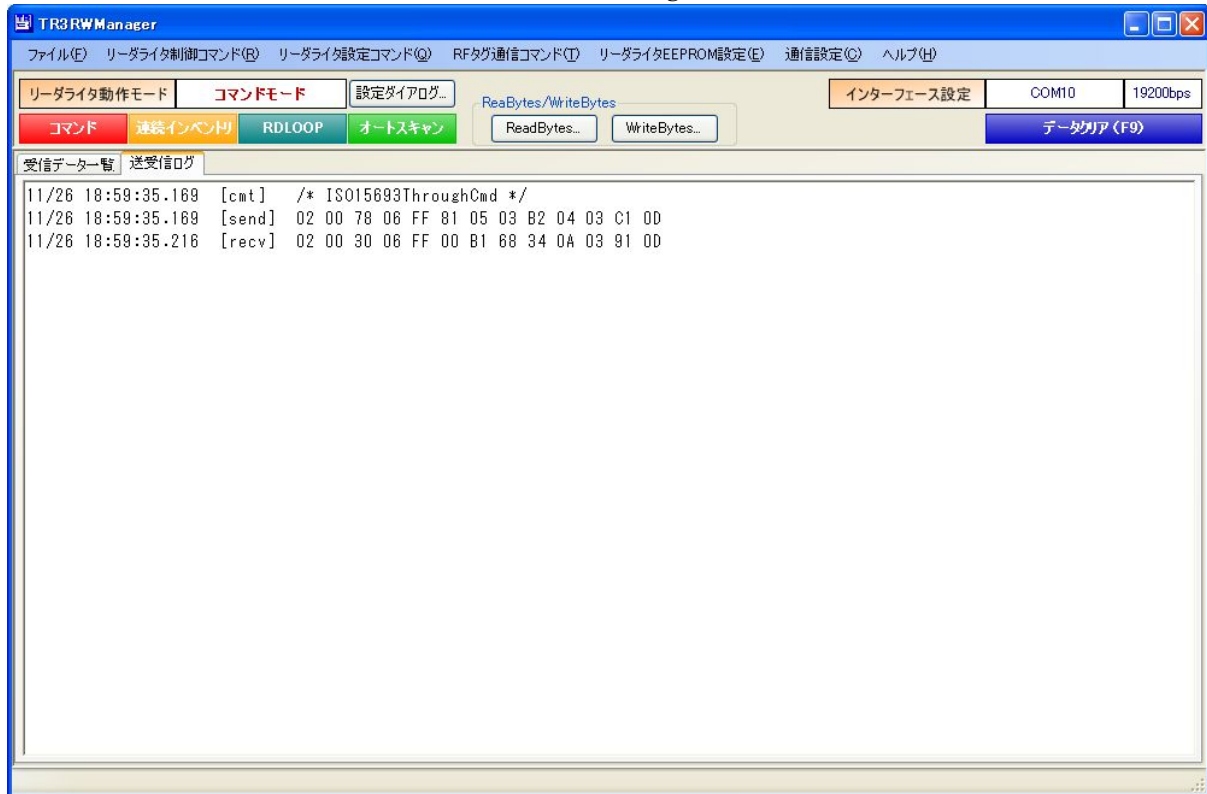 TR3RWManager
ファイル(F) リーダライタ制御コマンド(R) リーダライタ設定コマンド(Q) RFタグ通信コマンド(T) リーダライタEEPROM設定(E) 通信設定(C) ヘルプ(H)
リーダライタ動作モード コマンドモード 設定ダイアログ... ReaBytes/WriteBytes インターフェース設定 COM10 19200bps
コマンド 連続インベントリ RDLOOP オートスキャン ReadBytes... WriteBytes... データクリア(F9)
受信データ一覧 送受信ログ
11/26 18:59:35.169 [cmt] /* ISO15693ThroughCmd */
11/26 18:59:35.169 [send] 02 00 78 06 FF 81 05 03 B2 04 03 C1 0D
11/26 18:59:35.216 [recv] 02 00 30 06 FF 00 B1 68 34 0A 03 91 0D